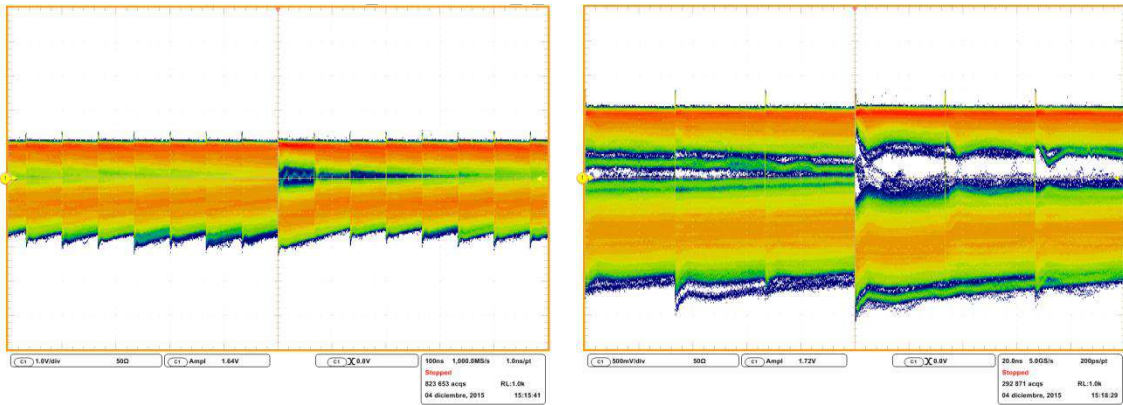 C1 1.0V/div 50Ω C1 Ampl 1.64V C1 0.0V 100ns 1,000.0MS/s 1.0ns/pt
Stopped
823 653 acqs RL:1.0k
04 diciembre, 2015 15:15:41
C1 500mV/div 50Ω C1 Ampl 1.72V C1 0.0V 20.0ns 5.0GS/s 200ps/pt
Stopped
292 871 acqs RL:1.0k
04 diciembre, 2015 15:18:29